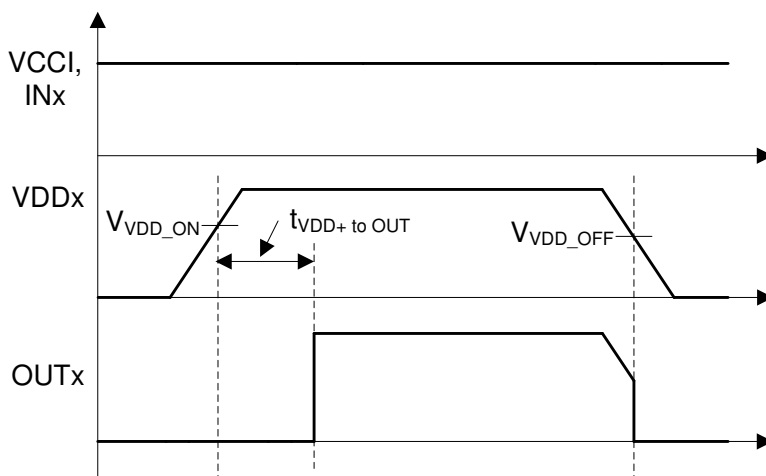 VCCI,
INx
VDDx
VVDD_ON
tVDD+ to OUT
VVDD_OFF
OUTx